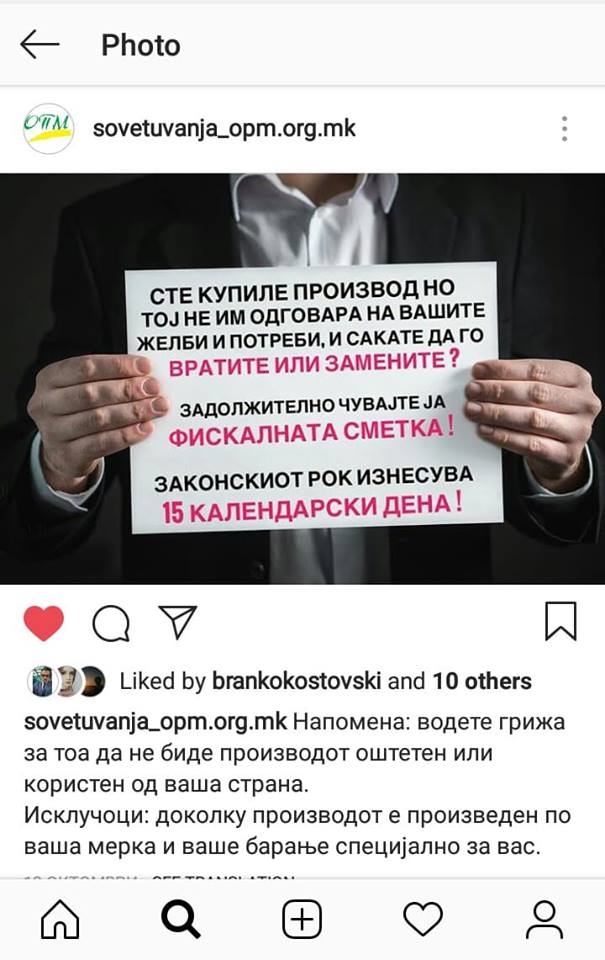 Photo
ОПМ
sovetuvanja_opm.org.mk
СТЕ КУПИЛЕ ПРОИЗВОД НО
ТОЈ НЕ ИМ ОДГОВАРА НА ВАШИТЕ
ЖЕЛБИ И ПОТРЕБИ, И САКАТЕ ДА ГО
ВРАТИТЕ ИЛИ ЗАМЕНИТЕ?
ЗАДОЛЖИТЕЛНО ЧУВАЈТЕ ЈА
ФИСКАЛНАТА СМЕТКА!
ЗАКОНСКИОТ РОК ИЗНЕСУВА
15 КАЛЕНДАРСКИ ДЕНА!
Liked by brankokostovski and 10 others
sovetuvanja_opm.org.mk Напомена: водете грижа
за тоа да не биде производот оштетен или
користен од ваша страна.
Исклучоци: доколку производот е произведен по
ваша мерка и ваше барање специјално за вас.